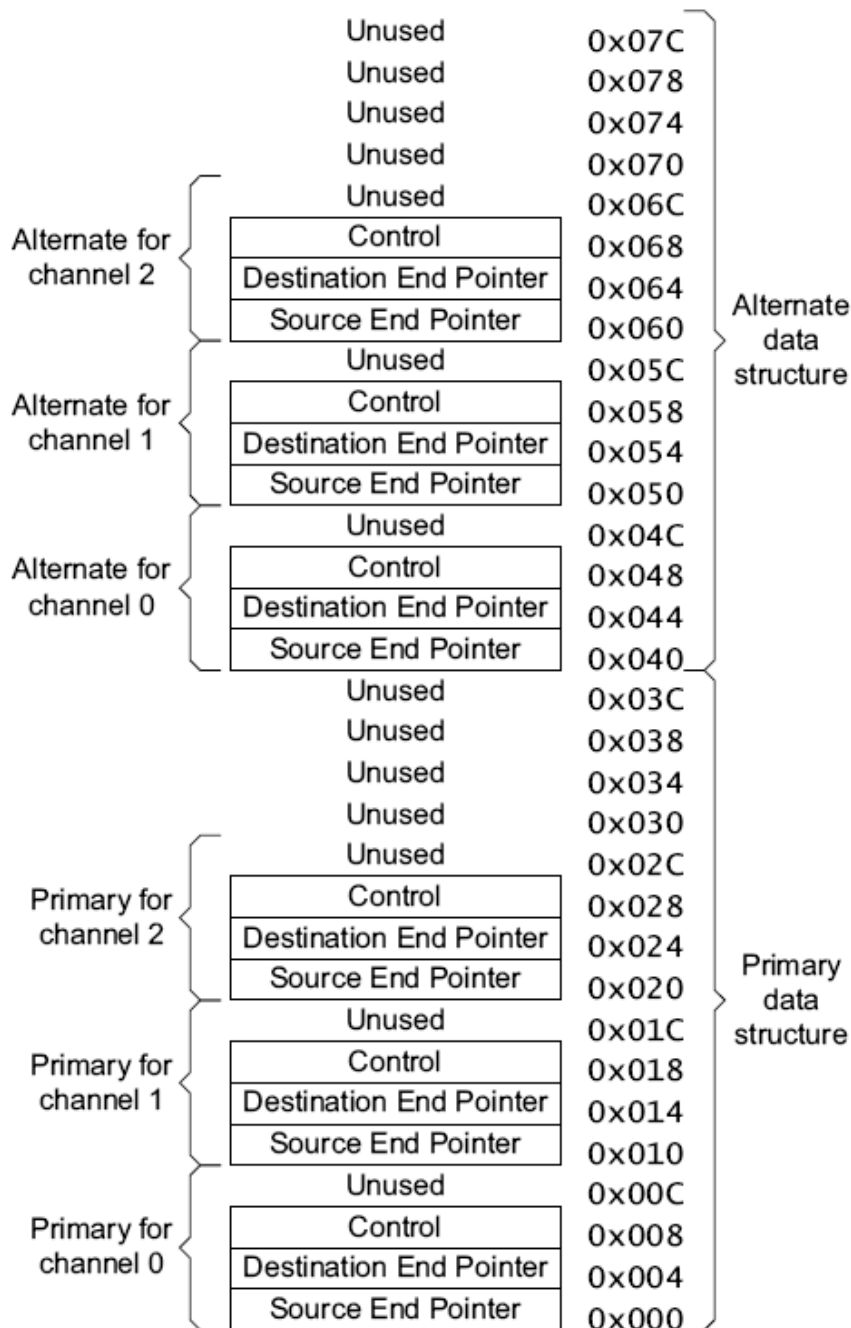 Unused 0x07C
Unused 0x078
Unused 0x074
Unused 0x070
Unused 0x06C
Alternate for
channel 2
Control 0x068
Destination End Pointer 0x064
Source End Pointer 0x060
Alternate
data
structure
Unused 0x05C
Alternate for
channel 1
Control 0x058
Destination End Pointer 0x054
Source End Pointer 0x050
Unused 0x04C
Alternate for
channel 0
Control 0x048
Destination End Pointer 0x044
Source End Pointer 0x040
Unused 0x03C
Unused 0x038
Unused 0x034
Unused 0x030
Unused 0x02C
Primary for
channel 2
Control 0x028
Destination End Pointer 0x024
Source End Pointer 0x020
Primary
data
structure
Unused 0x01C
Primary for
channel 1
Control 0x018
Destination End Pointer 0x014
Source End Pointer 0x010
Unused 0x00C
Primary for
channel 0
Control 0x008
Destination End Pointer 0x004
Source End Pointer 0x000